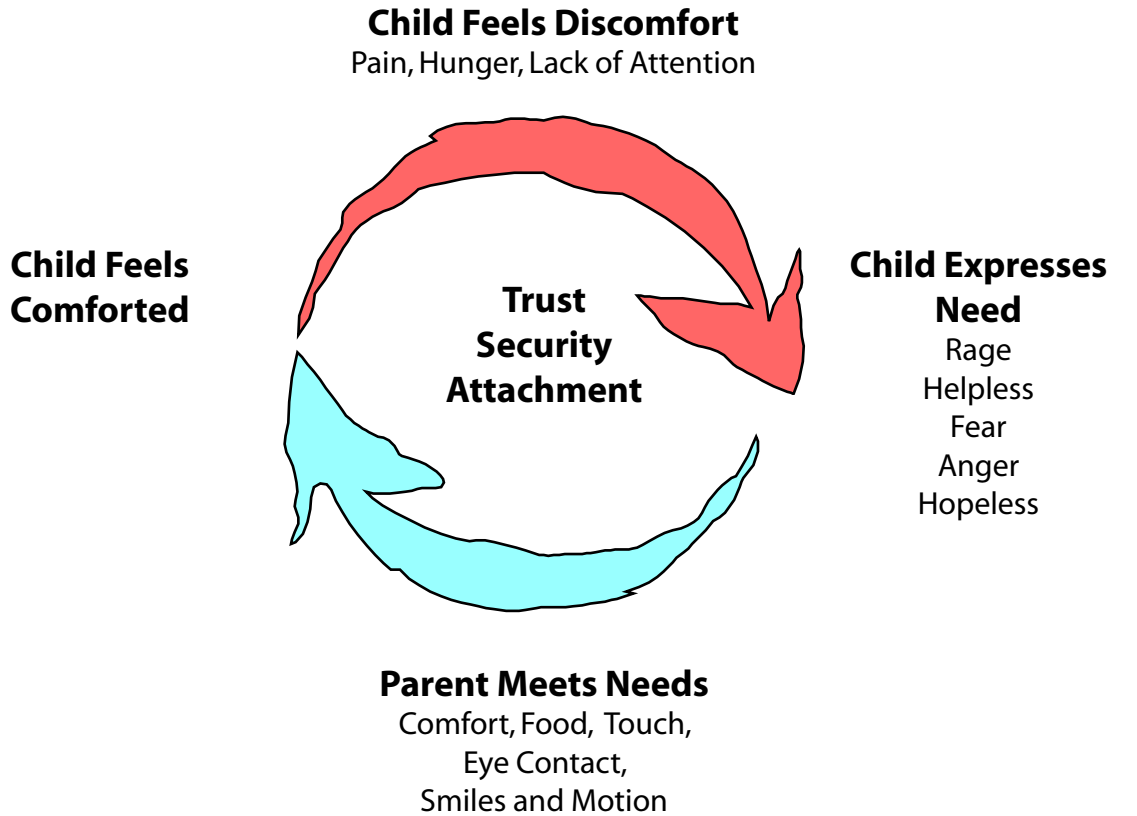 Child Feels Discomfort
Pain, Hunger, Lack of Attention
Child Feels
Comforted
Trust
Security
Attachment
Child Expresses
Need
Rage
Helpless
Fear
Anger
Hopeless
Parent Meets Needs
Comfort, Food, Touch,
Eye Contact,
Smiles and Motion